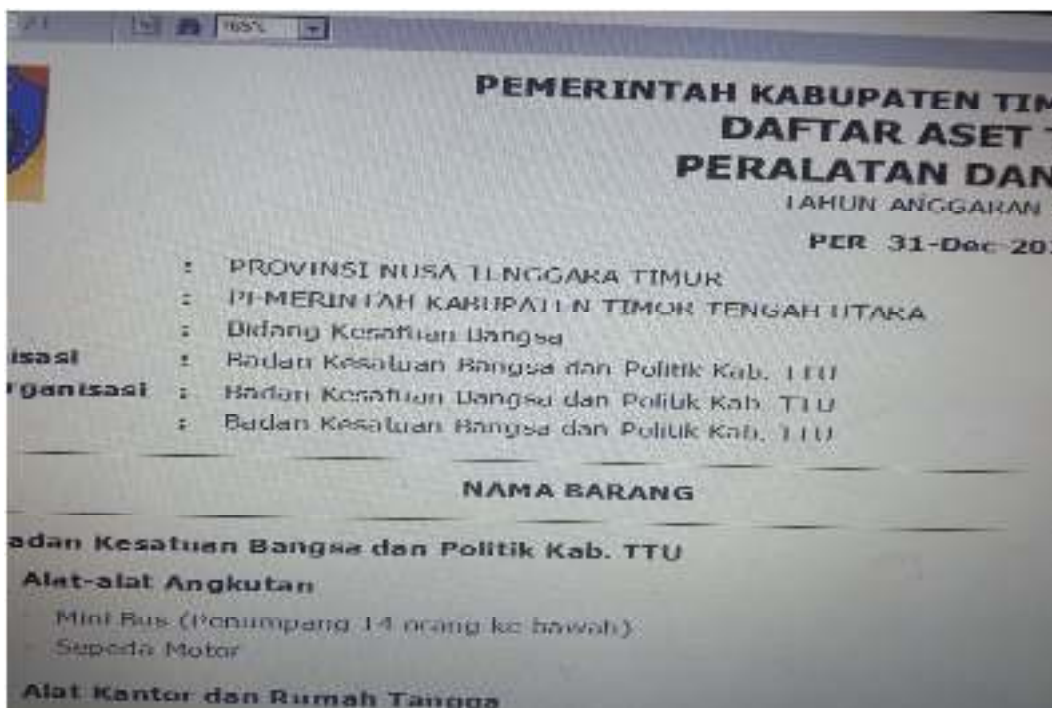 165%
PEMERINTAH KABUPATEN TIM
DAFTAR ASET T
PERALATAN DAN
TAHUN ANGGARAN
PER 31-Dec-201
: PROVINSI NUSA TENGGARA TIMUR
: PEMERINTAH KABUPATEN TIMOR TENGAH UTARA
: Bidang Kesatuan Bangsa
isasi : Badan Kesatuan Bangsa dan Politik Kab. TTU
rganisasi : Badan Kesatuan Bangsa dan Politik Kab. TTU
: Badan Kesatuan Bangsa dan Politik Kab. TTU
NAMA BARANG
adan Kesatuan Bangsa dan Politik Kab. TTU
Alat-alat Angkutan
- Mini Bus (Penumpang 14 orang ke bawah)
- Sepeda Motor
Alat Kantor dan Rumah Tangga